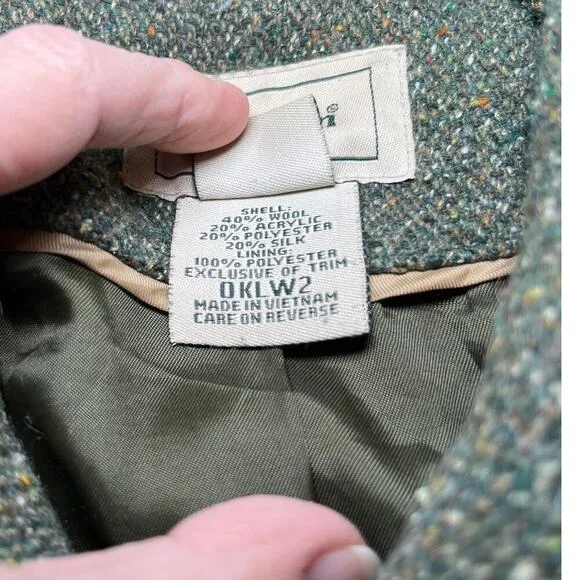 SHELL:
40% WOOL
20% ACRYLIC
20% POLYESTER
20% SILK
LINING:
100% POLYESTER
EXCLUSIVE OF TRIM
0KLW2
MADE IN VIETNAM
CARE ON REVERSE